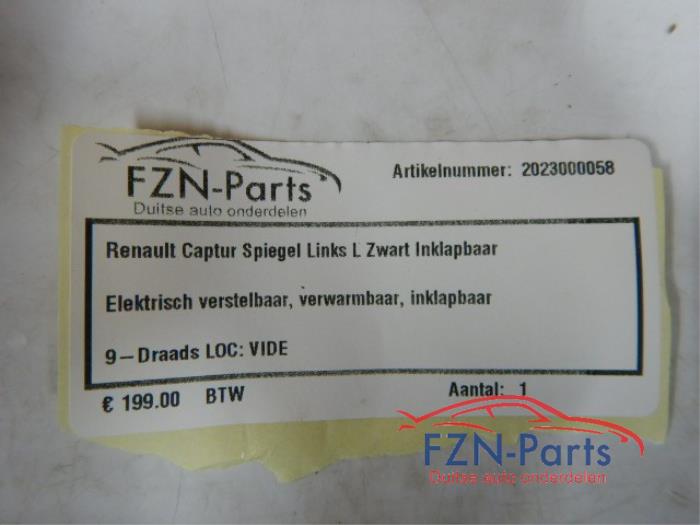 FZN-Parts
Duitse auto onderdelen
Artikelnummer: 2023000058
Renault Captur Spiegel Links L Zwart Inklapbaar
Elektrisch verstelbaar, verwarmbaar, inklapbaar
9-Draads LOC: VIDE
€ 199.00 BTW
Aantal: 1
FZN-Parts
Duitse auto onderdelen